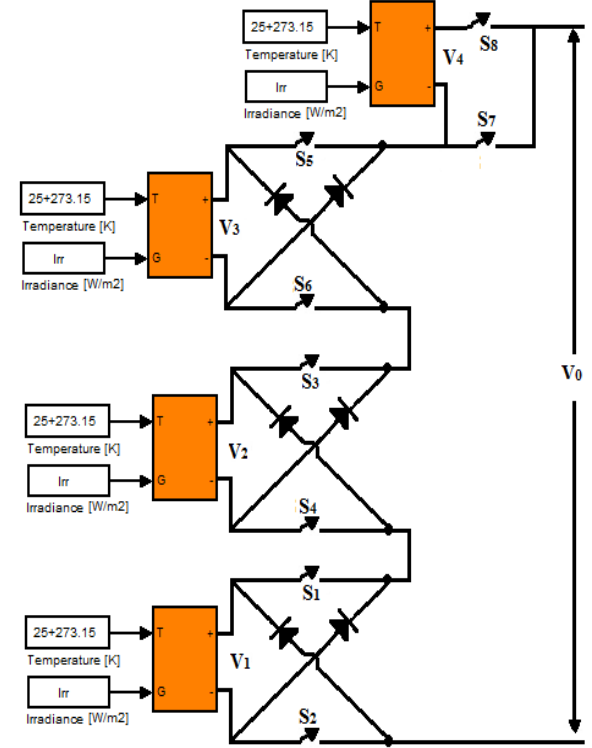 25+273.15
Temperature [K]
Irr
Irradiance [W/m2]
T
G
+
-
V4
S8
S7
S5
25+273.15
Temperature [K]
Irr
Irradiance [W/m2]
T
G
+
-
V3
S6
S3
25+273.15
Temperature [K]
Irr
Irradiance [W/m2]
T
G
+
-
V2
V0
S4
S1
25+273.15
Temperature [K]
Irr
Irradiance [W/m2]
T
G
+
-
V1
S2